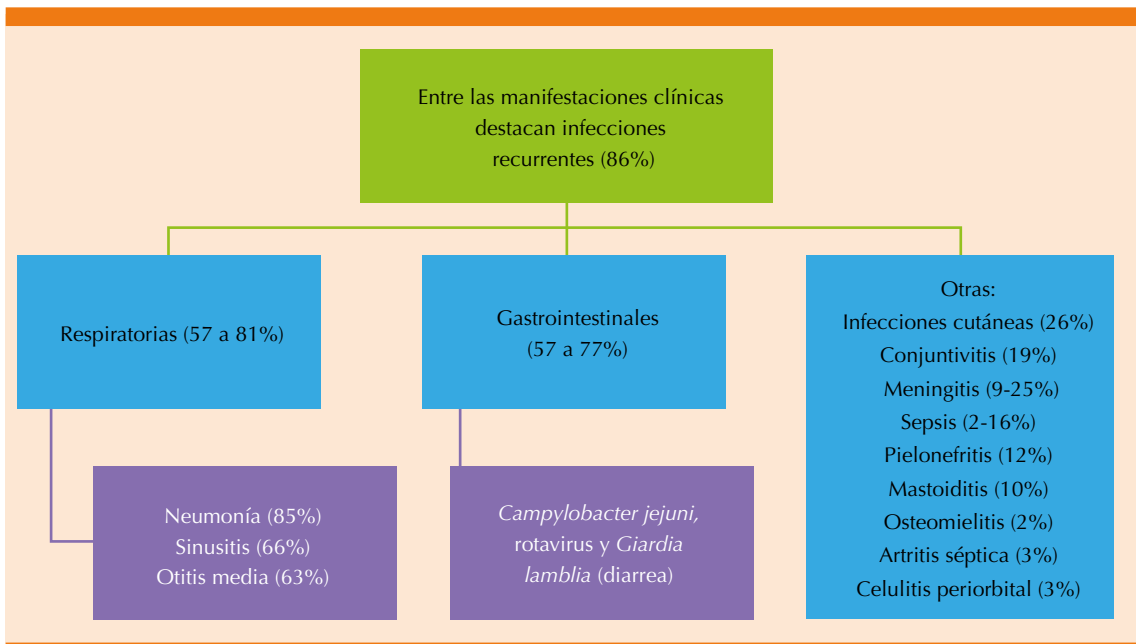 Entre las manifestaciones clínicas
destacan infecciones
recurrentes (86%)
Respiratorias (57 a 81%)
Neumonía (85%)
Sinusitis (66%)
Otitis media (63%)
Gastrointestinales
(57 a 77%)
Campylobacter jejuni,
rotavirus y Giardia
lamblia (diarrea)
Otras:
Infecciones cutáneas (26%)
Conjuntivitis (19%)
Meningitis (9-25%)
Sepsis (2-16%)
Pielonefritis (12%)
Mastoiditis (10%)
Osteomielitis (2%)
Artritis séptica (3%)
Celulitis periorbital (3%)